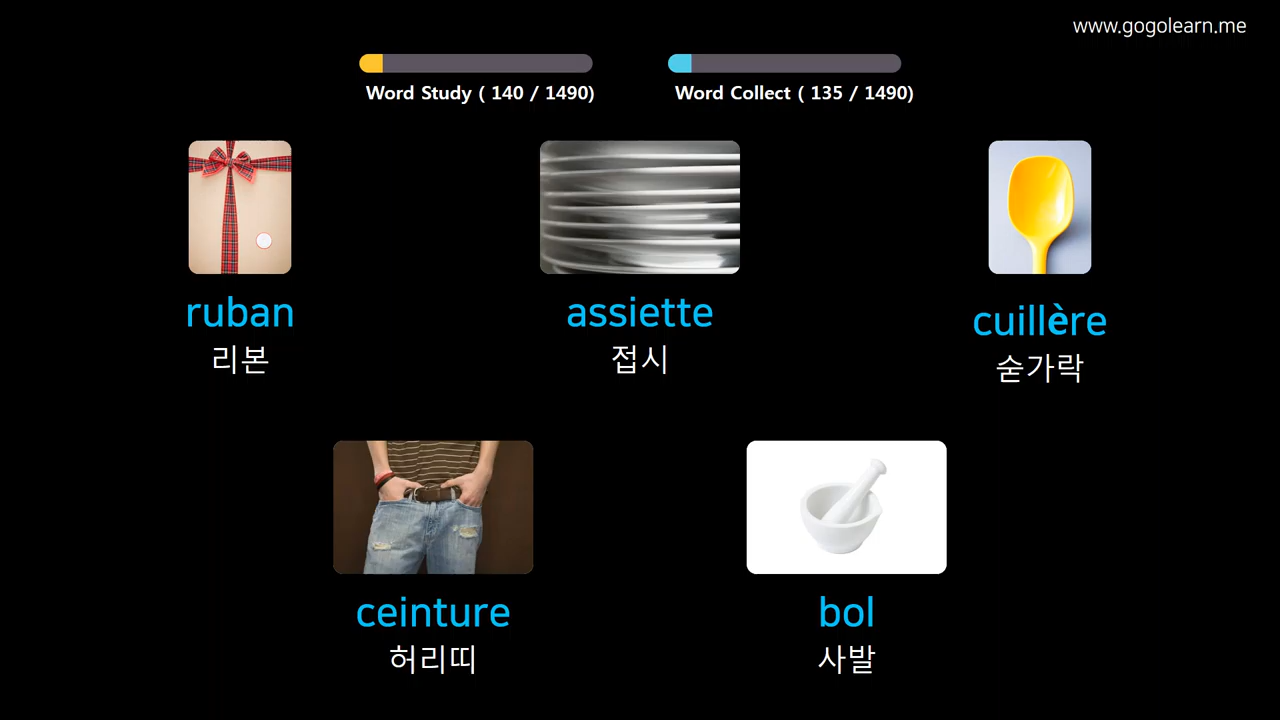 www.gogolearn.me
Word Study ( 140 / 1490)
Word Collect ( 135 / 1490)
ruban
리본
assiette
접시
cuillère
숟가락
ceinture
허리띠
bol
사발